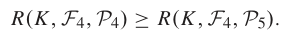 R(K, ℱ₄, 𝒫₄) ≥ R(K, ℱ₄, 𝒫₅).